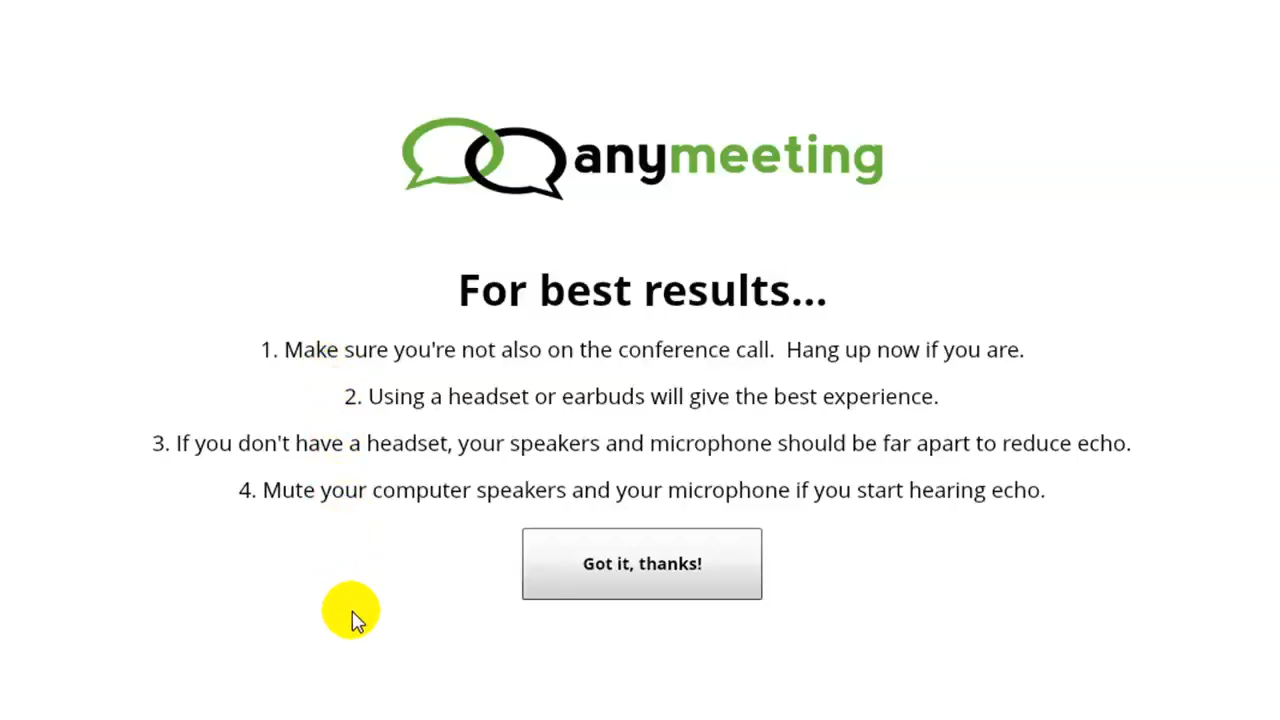 anymeeting
For best results...
1. Make sure you're not also on the conference call.  Hang up now if you are.
2. Using a headset or earbuds will give the best experience.
3. If you don't have a headset, your speakers and microphone should be far apart to reduce echo.
4. Mute your computer speakers and your microphone if you start hearing echo.
Got it, thanks!